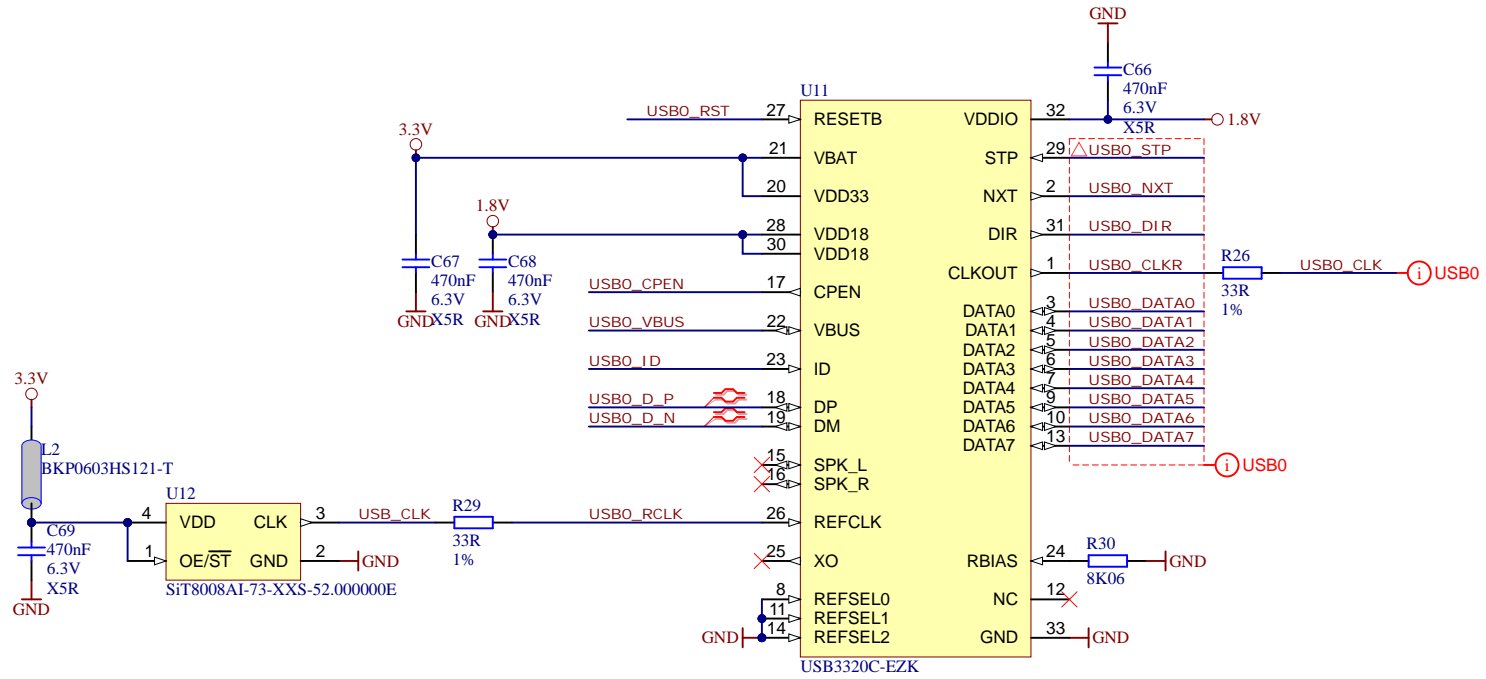 GND
C66
470nF
6.3V
X5R
U11
USB0_RST
27
RESETB
VDDIO
32
1.8V
3.3V
21
VBAT
STP
29
USB0_STP
20
VDD33
NXT
2
USB0_NXT
1.8V
28
VDD18
DIR
31
USB0_DIR
30
VDD18
C67
470nF
6.3V
X5R
GND
C68
470nF
6.3V
X5R
GND
CLKOUT
1
USB0_CLKR
R26
33R
1%
USB0_CLK
i
USB0
USB0_CPEN
17
CPEN
DATA0
3
USB0_DATA0
USB0_VBUS
22
VBUS
DATA1
4
USB0_DATA1
DATA2
5
USB0_DATA2
USB0_ID
23
ID
DATA3
6
USB0_DATA3
DATA4
7
USB0_DATA4
USB0_D_P
18
DP
DATA5
9
USB0_DATA5
USB0_D_N
19
DM
DATA6
10
USB0_DATA6
DATA7
13
USB0_DATA7
i
USB0
15
SPK_L
16
SPK_R
3.3V
L2
BKP0603HS121-T
U12
4
VDD
CLK
3
USB_CLK
R29
33R
1%
USB0_RCLK
26
REFCLK
C69
470nF
6.3V
X5R
GND
1
OE/ST
GND
2
GND
SiT8008AI-73-XXS-52.000000E
25
XO
RBIAS
24
R30
8K06
GND
8
REFSEL0
NC
12
11
REFSEL1
GND
14
REFSEL2
GND
33
GND
USB3320C-EZK